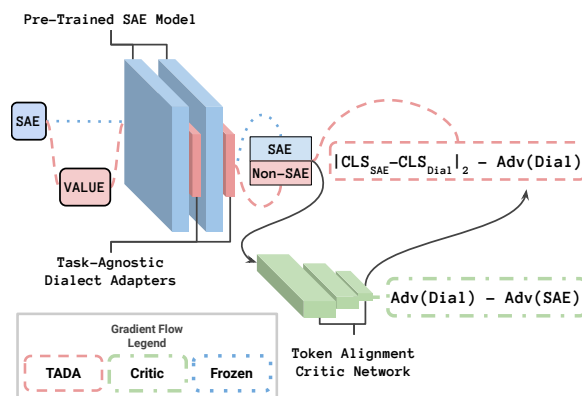 Pre-Trained SAE Model
SAE
VALUE
SAE
Non-SAE
|CLS_SAE-CLS_Dial|_2 - Adv(Dial)
Task-Agnostic
Dialect Adapters
Adv(Dial) - Adv(SAE)
Token Alignment
Critic Network
Gradient Flow
Legend
TADA
Critic
Frozen